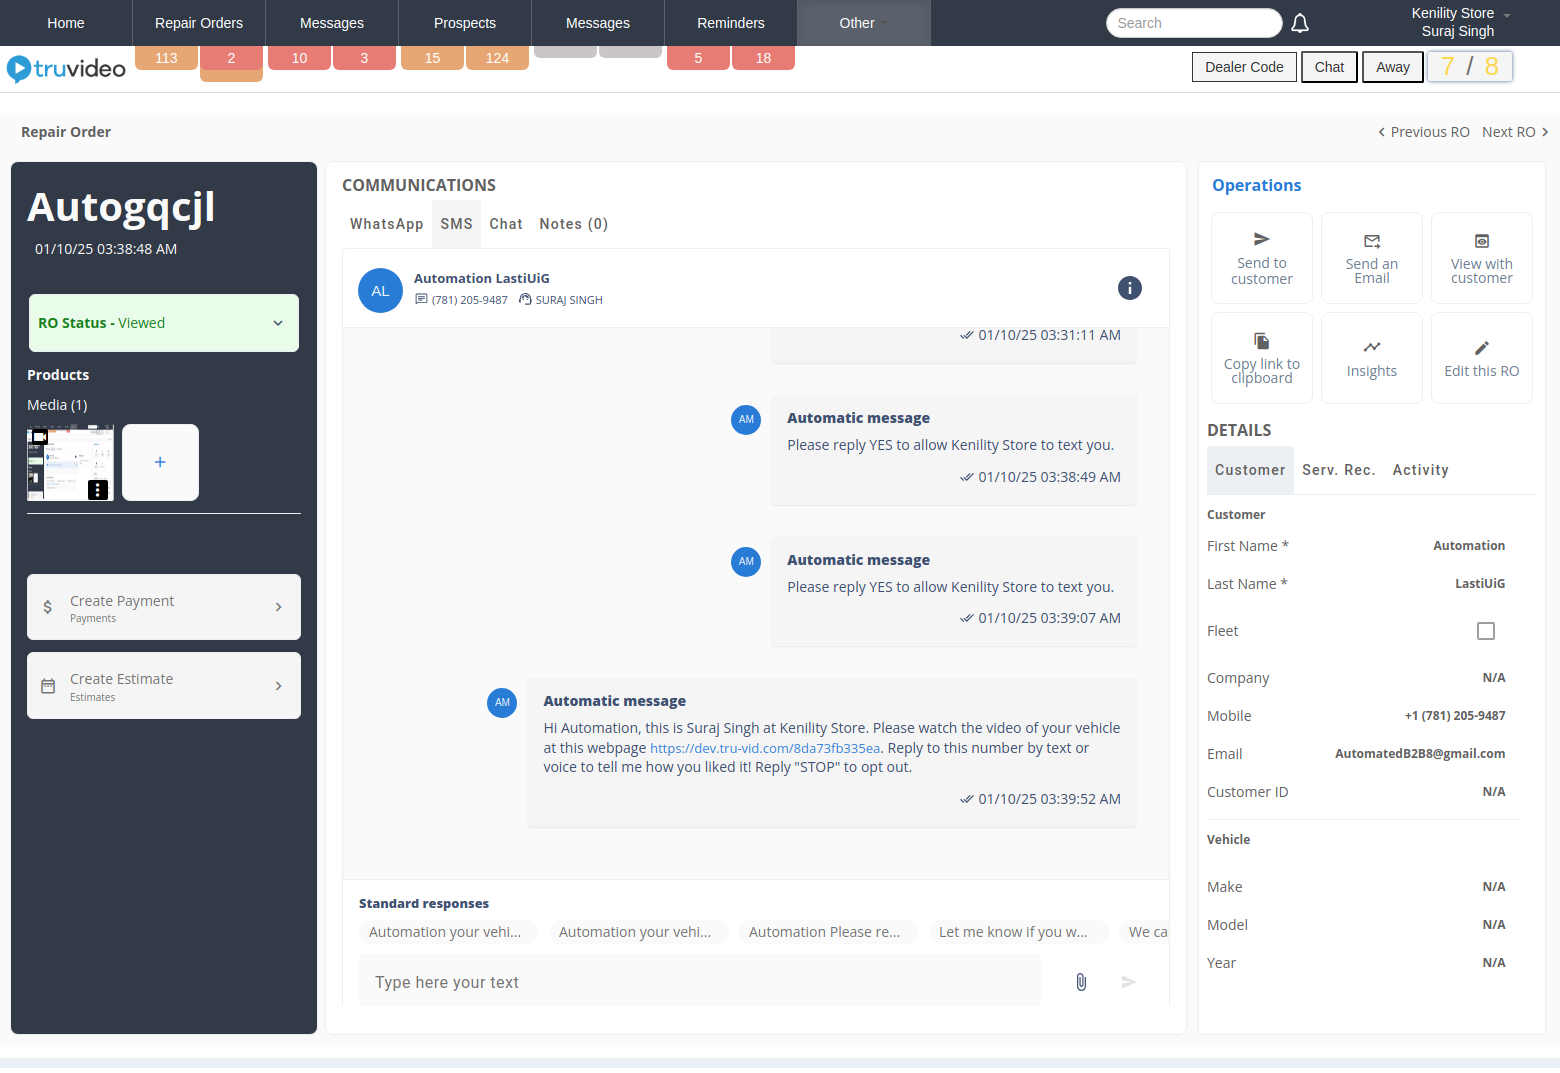 Home
Repair Orders
Messages
Prospects
Messages
Reminders
Other
Search
Kenility Store
Suraj Singh
truvideo
113
2
10
3
15
124
5
18
Dealer Code
Chat
Away
7 / 8
Repair Order
Previous RO
Next RO
Autogqcjl
01/10/25 03:38:48 AM
RO Status - Viewed
Products
Media (1)
+
$
Create Payment
Payments
Create Estimate
Estimates
COMMUNICATIONS
WhatsApp
SMS
Chat
Notes (0)
AL
Automation LastiUiG
(781) 205-9487
SURAJ SINGH
01/10/25 03:31:11 AM
AM
Automatic message
Please reply YES to allow Kenility Store to text you.
01/10/25 03:38:49 AM
AM
Automatic message
Please reply YES to allow Kenility Store to text you.
01/10/25 03:39:07 AM
AM
Automatic message
Hi Automation, this is Suraj Singh at Kenility Store. Please watch the video of your vehicle
at this webpage https://dev.tru-vid.com/8da73fb335ea. Reply to this number by text or
voice to tell me how you liked it! Reply "STOP" to opt out.
01/10/25 03:39:52 AM
Standard responses
Automation your vehi...
Automation your vehi...
Automation Please re...
Let me know if you w...
We ca
Type here your text
Operations
Send to
customer
Send an
Email
View with
customer
Copy link to
clipboard
Insights
Edit this RO
DETAILS
Customer
Serv. Rec.
Activity
Customer
First Name *
Automation
Last Name *
LastiUiG
Fleet
Company
N/A
Mobile
+1 (781) 205-9487
Email
AutomatedB2B8@gmail.com
Customer ID
N/A
Vehicle
Make
N/A
Model
N/A
Year
N/A